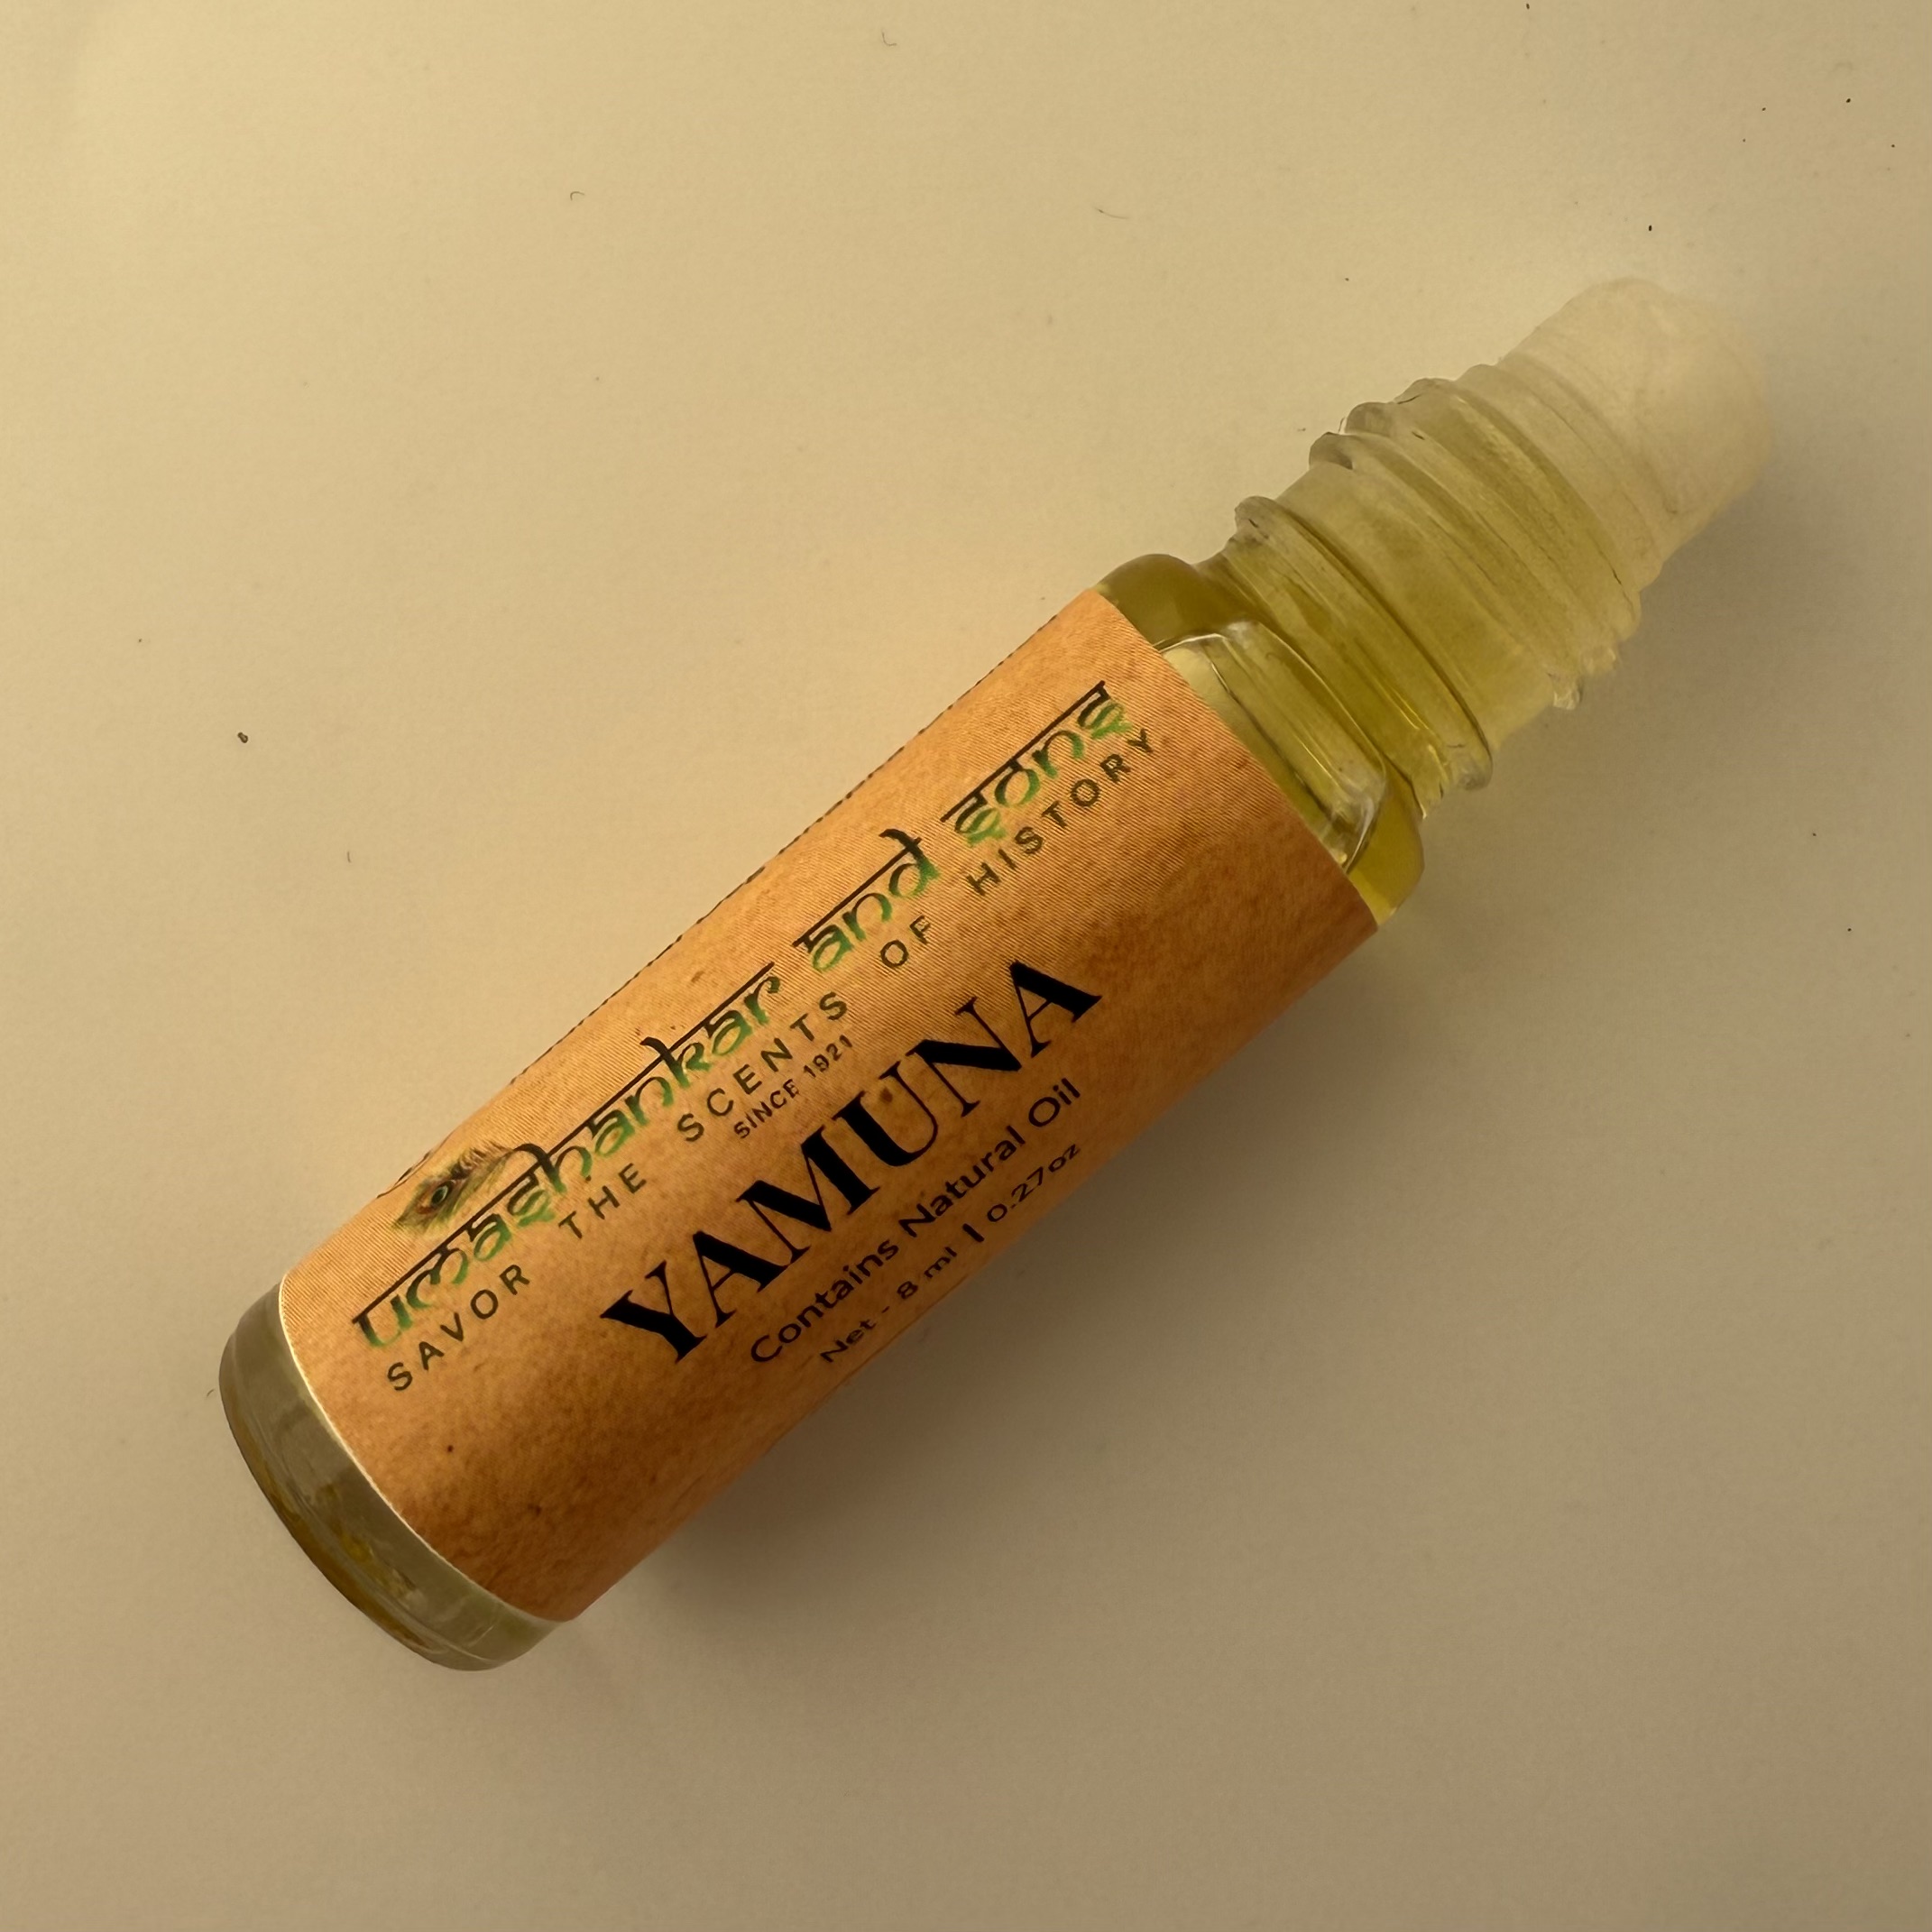 umashankar and sons
SAVOR THE SCENTS OF HISTORY
SINCE 1921
YAMUNA
Contains Natural Oil
Net - 8 ml | 0.27oz